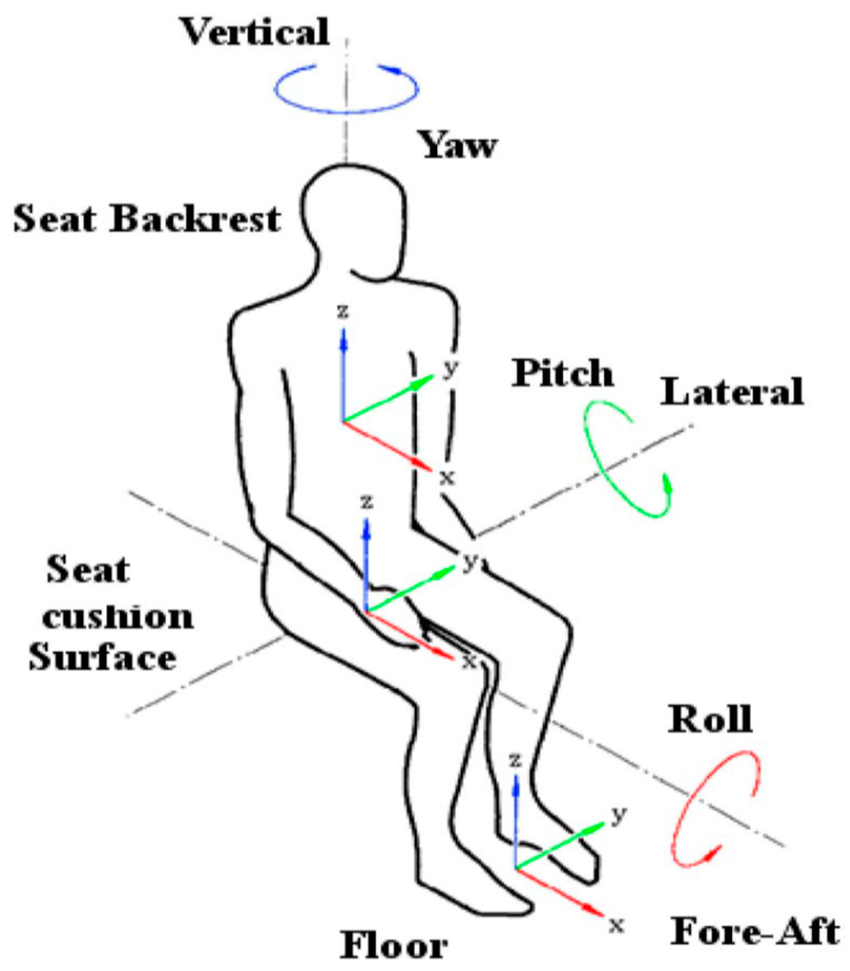 Vertical
Yaw
Seat Backrest
z
y
Pitch
Lateral
x
z
y
Seat
cushion
Surface
x
Roll
z
y
x
Fore-Aft
Floor